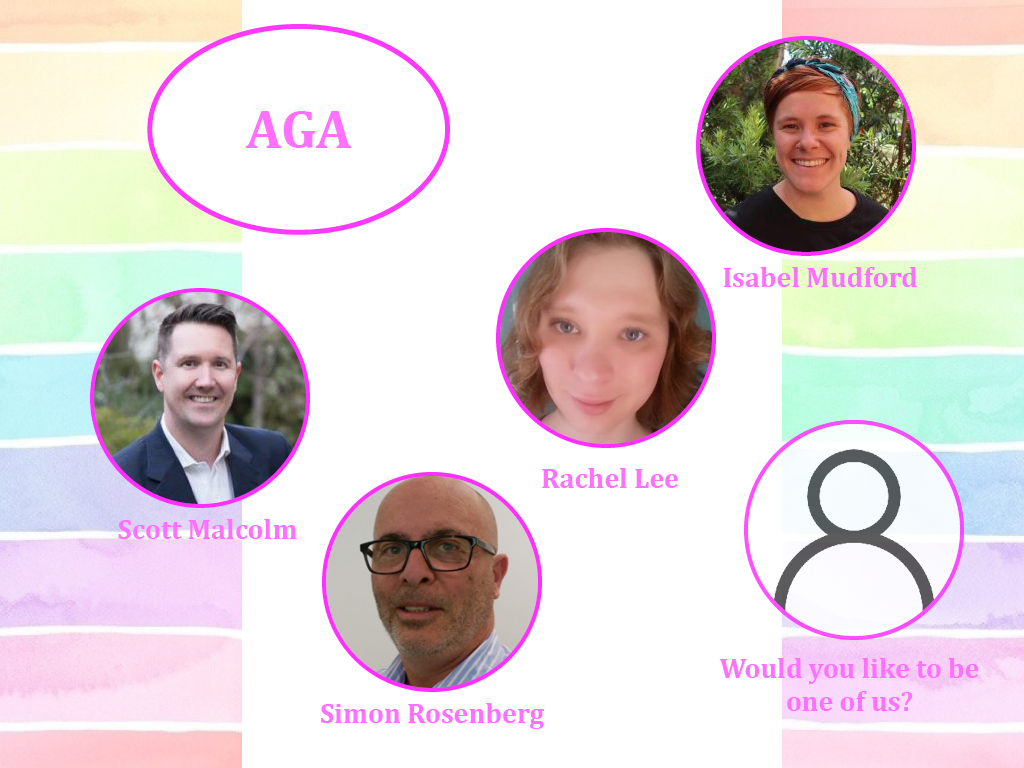 AGA
Isabel Mudford
Rachel Lee
Scott Malcolm
Simon Rosenberg
Would you like to be
one of us?